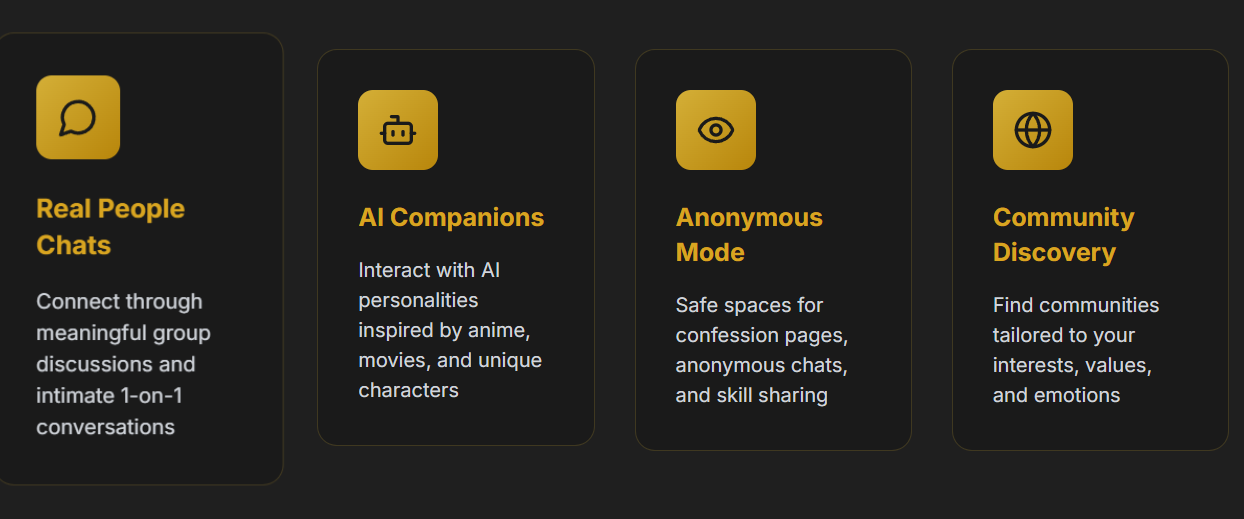 Real People
Chats
Connect through
meaningful group
discussions and
intimate 1-on-1
conversations
AI Companions
Interact with AI
personalities
inspired by anime,
movies, and unique
characters
Anonymous
Mode
Safe spaces for
confession pages,
anonymous chats,
and skill sharing
Community
Discovery
Find communities
tailored to your
interests, values,
and emotions